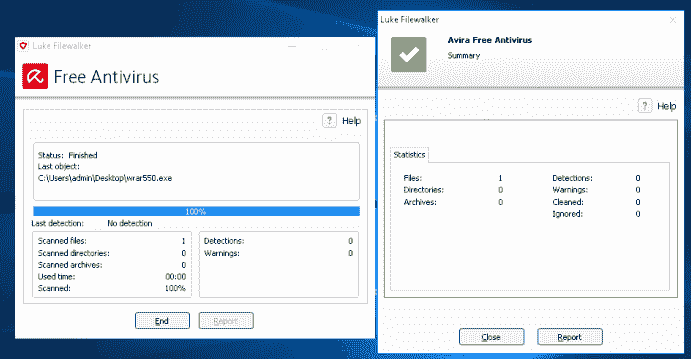 Luke Filewalker
Free Antivirus
? Help
Status: Finished
Last object:
C:\Users\admin\Desktop\wrar550.exe
100%
Last detection: No detection
Scanned files: 1
Scanned directories: 0
Scanned archives: 0
Used time: 00:00
Scanned: 100%
Detections: 0
Warnings: 0
End
Report
Luke Filewalker
Avira Free Antivirus
Summary
? Help
Statistics
Files: 1
Directories: 0
Archives: 0
Detections: 0
Warnings: 0
Cleaned: 0
Ignored: 0
Close
Report